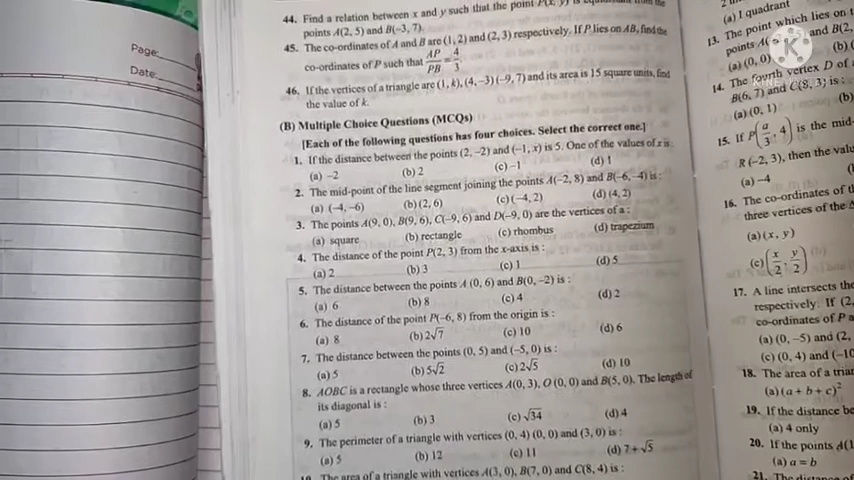 Page:
Date:
44. Find a relation between x and y such that the point P(x, y) is equidistant from the
points A(2, 5) and B(–3, 7).
45. The co-ordinates of A and B are (1, 2) and (2, 3) respectively. If P lies on AB, find the
co-ordinates of P such that AP/PB = 4/3.
46. If the vertices of a triangle are (1, k), (4, –3) (–9, 7) and its area is 15 square units, find
the value of k.
(B) Multiple Choice Questions (MCQs)
[Each of the following questions has four choices. Select the correct one.]
1. If the distance between the points (2, –2) and (–1, x) is 5. One of the values of x is :
(a) –2 (b) 2 (c) –1 (d) 1
2. The mid-point of the line segment joining the points A(–2, 8) and B(–6, –4) is :
(a) (–4, –6) (b) (2, 6) (c) (–4, 2) (d) (4, 2)
3. The points A(9, 0), B(9, 6), C(–9, 6) and D(–9, 0) are the vertices of a :
(a) square (b) rectangle (c) rhombus (d) trapezium
4. The distance of the point P(2, 3) from the x-axis is :
(a) 2 (b) 3 (c) 1 (d) 5
5. The distance between the points A (0, 6) and B(0, –2) is :
(a) 6 (b) 8 (c) 4 (d) 2
6. The distance of the point P(–6, 8) from the origin is :
(a) 8 (b) 2√7 (c) 10 (d) 6
7. The distance between the points (0, 5) and (–5, 0) is :
(a) 5 (b) 5√2 (c) 2√5 (d) 10
8. AOBC is a rectangle whose three vertices A(0, 3), O (0, 0) and B(5, 0). The length of
its diagonal is :
(a) 5 (b) 3 (c) √34 (d) 4
9. The perimeter of a triangle with vertices (0, 4) (0, 0) and (3, 0) is :
(a) 5 (b) 12 (c) 11 (d) 7 + √5
10. The area of a triangle with vertices A(3, 0), B(7, 0) and C(8, 4) is :
(a) I quadrant
13. The point which lies on
points and B(2,
(a) (0, 0) (b)
14. The fourth vertex D of
B(6, 7) and C(8, 3) is :
(a) (0, 1) (b)
15. If P(a/3, 4) is the mid-
R (–2, 3), then the
(a) –4
16. The co-ordinates of
three vertices of the
(a) (x, y)
(c) (x/2, y/2)
17. A line intersects the
respectively. If (2,
co-ordinates of P
(a) (0, –5) and (2,
(c) (0, 4) and
18. The area of a
(a) (a + b + c)²
19. If the distance
(a) 4 only
20. If the points
(a) a = b
21. The distance
K